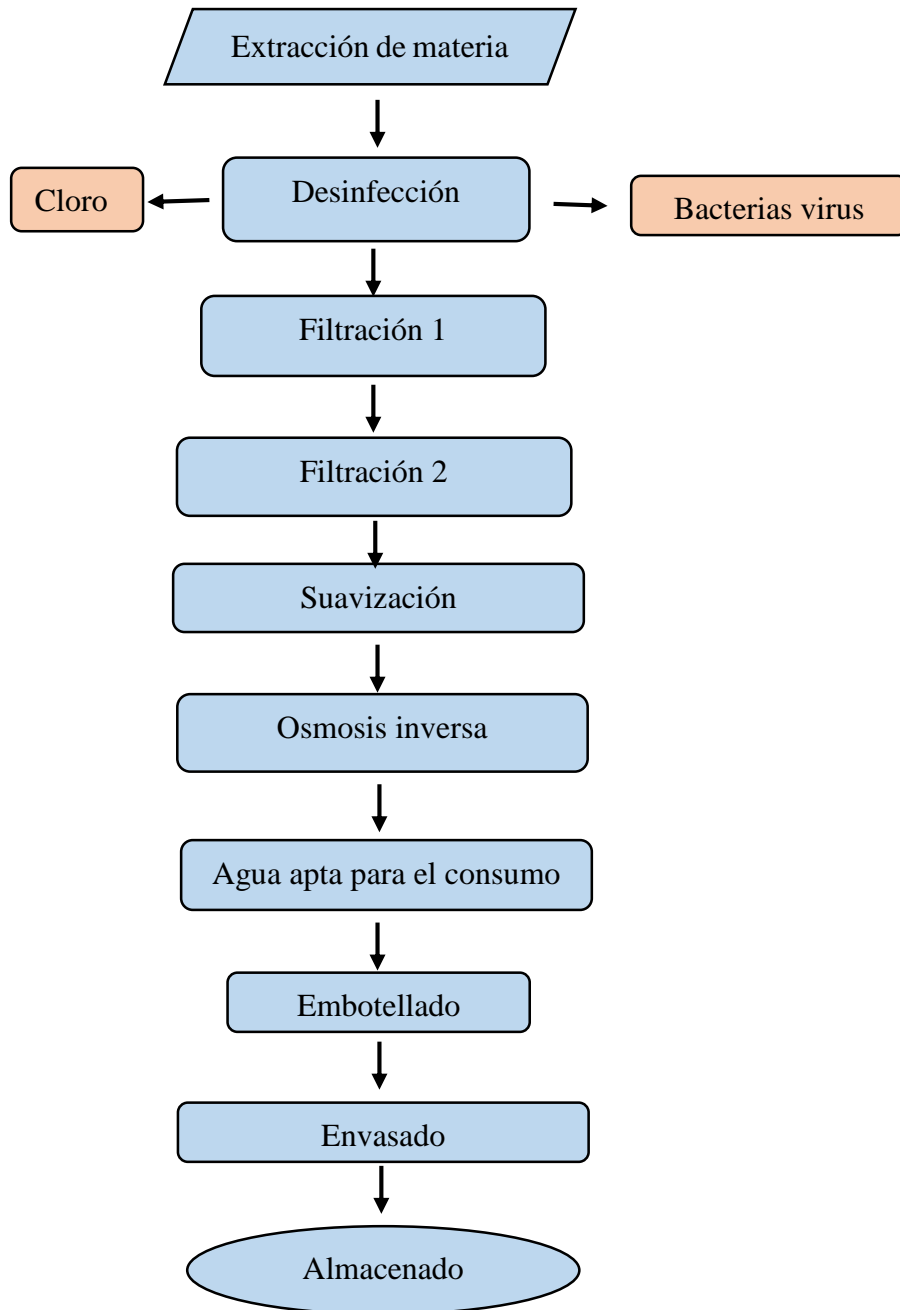 Extracción de materia
Desinfección
Cloro
Bacterias virus
Filtración 1
Filtración 2
Suavización
Osmosis inversa
Agua apta para el consumo
Embotellado
Envasado
Almacenado